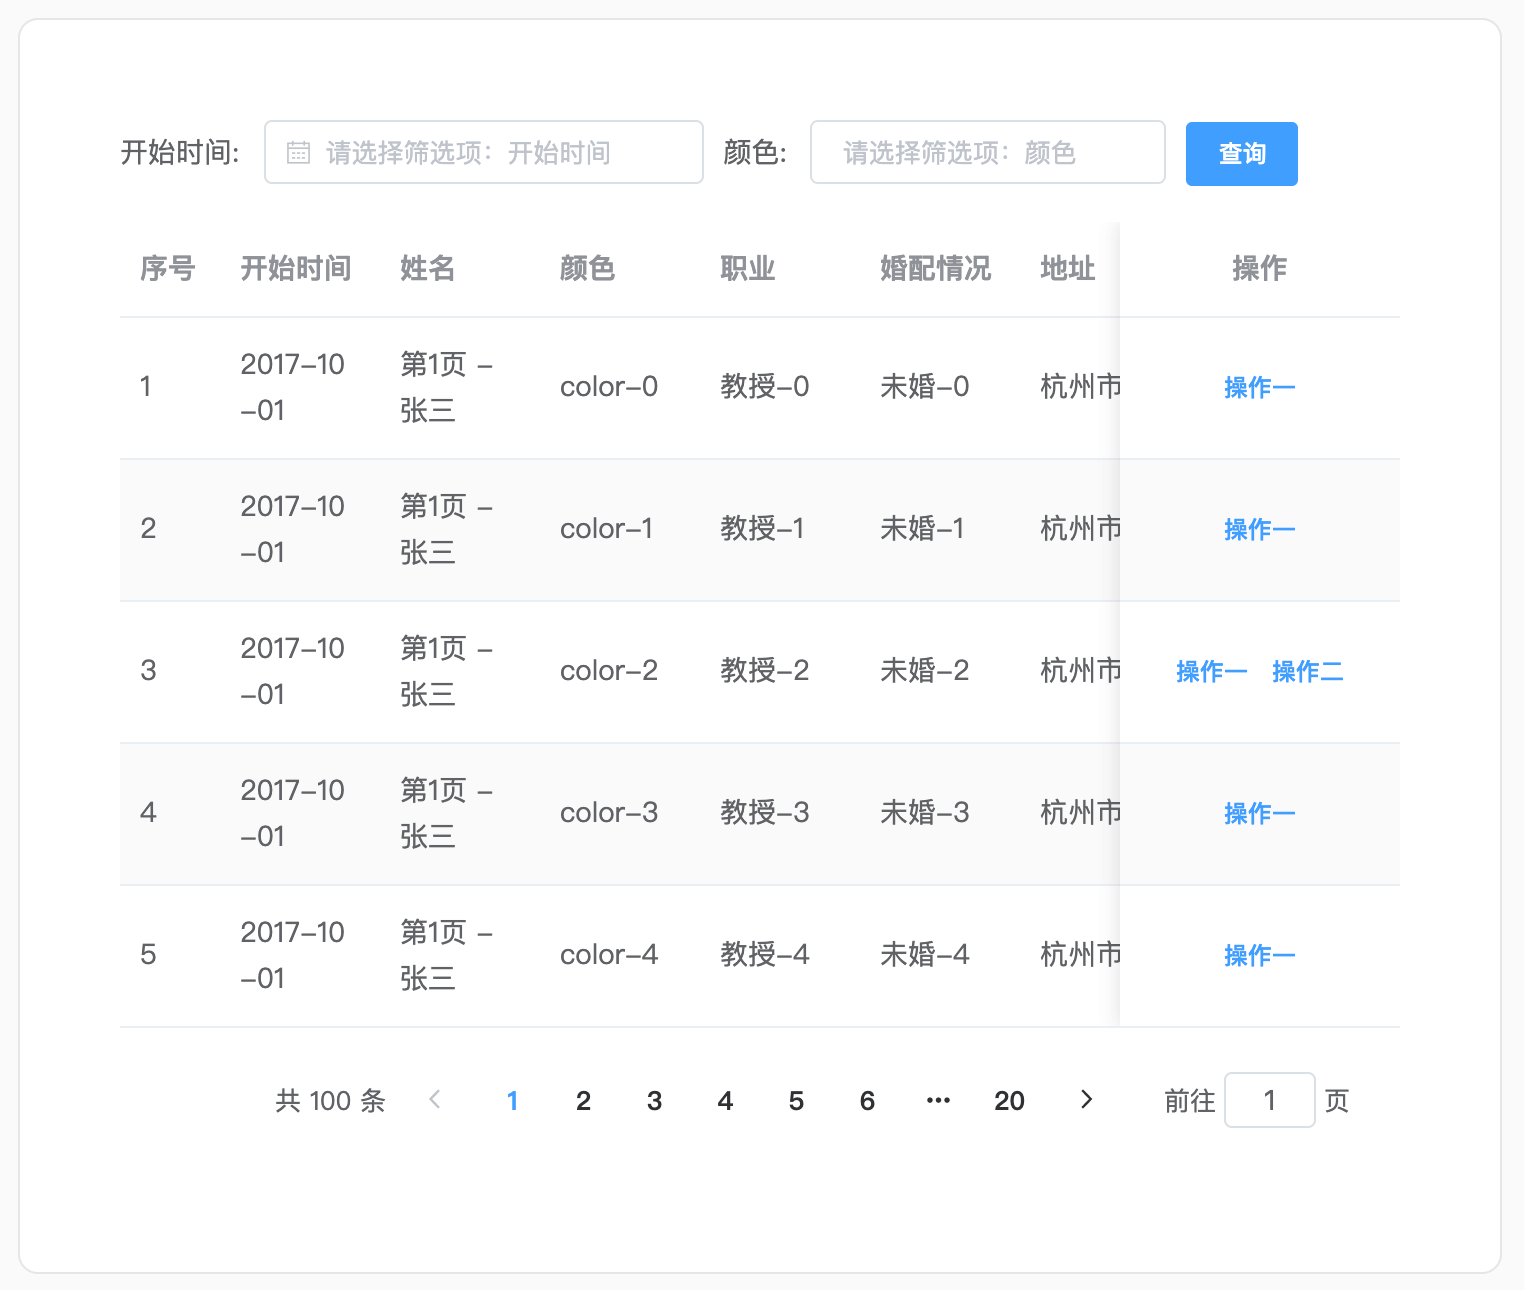 开始时间: 请选择筛选项：开始时间 颜色: 请选择筛选项：颜色 查询
序号 开始时间 姓名 颜色 职业 婚配情况 地址 操作
1 2017-10-01 第1页 - 张三 color-0 教授-0 未婚-0 杭州市 操作一
2 2017-10-01 第1页 - 张三 color-1 教授-1 未婚-1 杭州市 操作一
3 2017-10-01 第1页 - 张三 color-2 教授-2 未婚-2 杭州市 操作一 操作二
4 2017-10-01 第1页 - 张三 color-3 教授-3 未婚-3 杭州市 操作一
5 2017-10-01 第1页 - 张三 color-4 教授-4 未婚-4 杭州市 操作一
共 100 条 1 2 3 4 5 6 ••• 20 前往 1 页